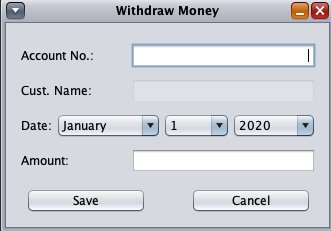 Withdraw Money
Account No.:
Cust. Name:
Date: January 1 2020
Amount:
Save Cancel